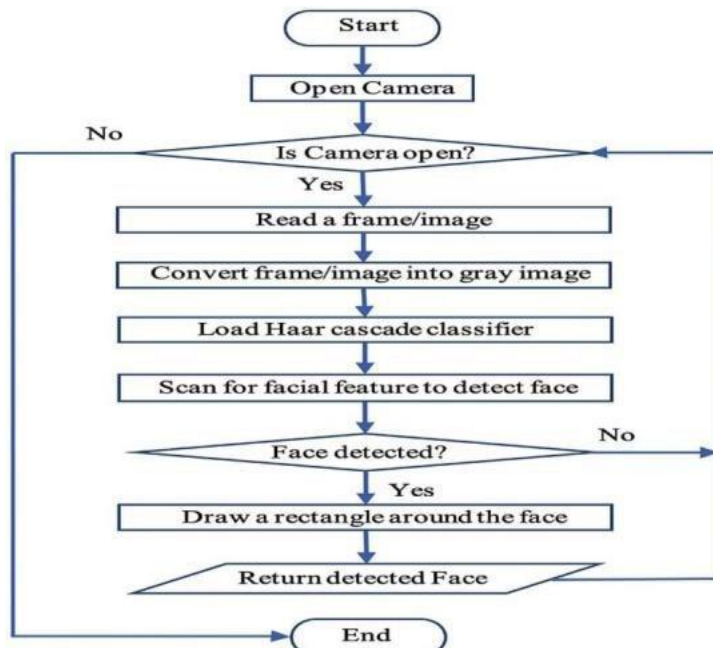 Start
Open Camera
No
Is Camera open?
Yes
Read a frame/image
Convert frame/image into gray image
Load Haar cascade classifier
Scan for facial feature to detect face
Face detected?
No
Yes
Draw a rectangle around the face
Return detected Face
End